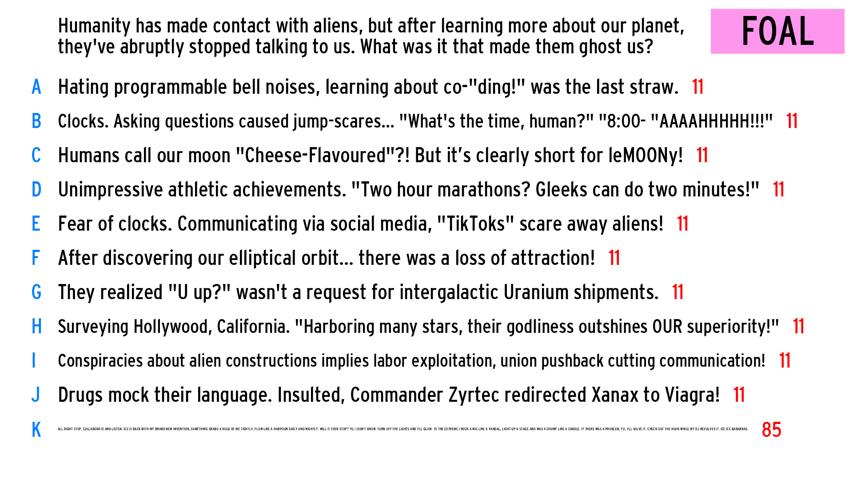 Humanity has made contact with aliens, but after learning more about our planet,
they've abruptly stopped talking to us. What was it that made them ghost us?
FOAL
A Hating programmable bell noises, learning about co-"ding!" was the last straw. 11
B Clocks. Asking questions caused jump-scares... "What's the time, human?" "8:00- "AAAAHHHHH!!!" 11
C Humans call our moon "Cheese-Flavoured"?! But it's clearly short for leMOONy! 11
D Unimpressive athletic achievements. "Two hour marathons? Gleeks can do two minutes!" 11
E Fear of clocks. Communicating via social media, "TikToks" scare away aliens! 11
F After discovering our elliptical orbit... there was a loss of attraction! 11
G They realized "U up?" wasn't a request for intergalactic Uranium shipments. 11
H Surveying Hollywood, California. "Harboring many stars, their godliness outshines OUR superiority!" 11
I Conspiracies about alien constructions implies labor exploitation, union pushback cutting communication! 11
J Drugs mock their language. Insulted, Commander Zyrtec redirected Xanax to Viagra! 11
K 85